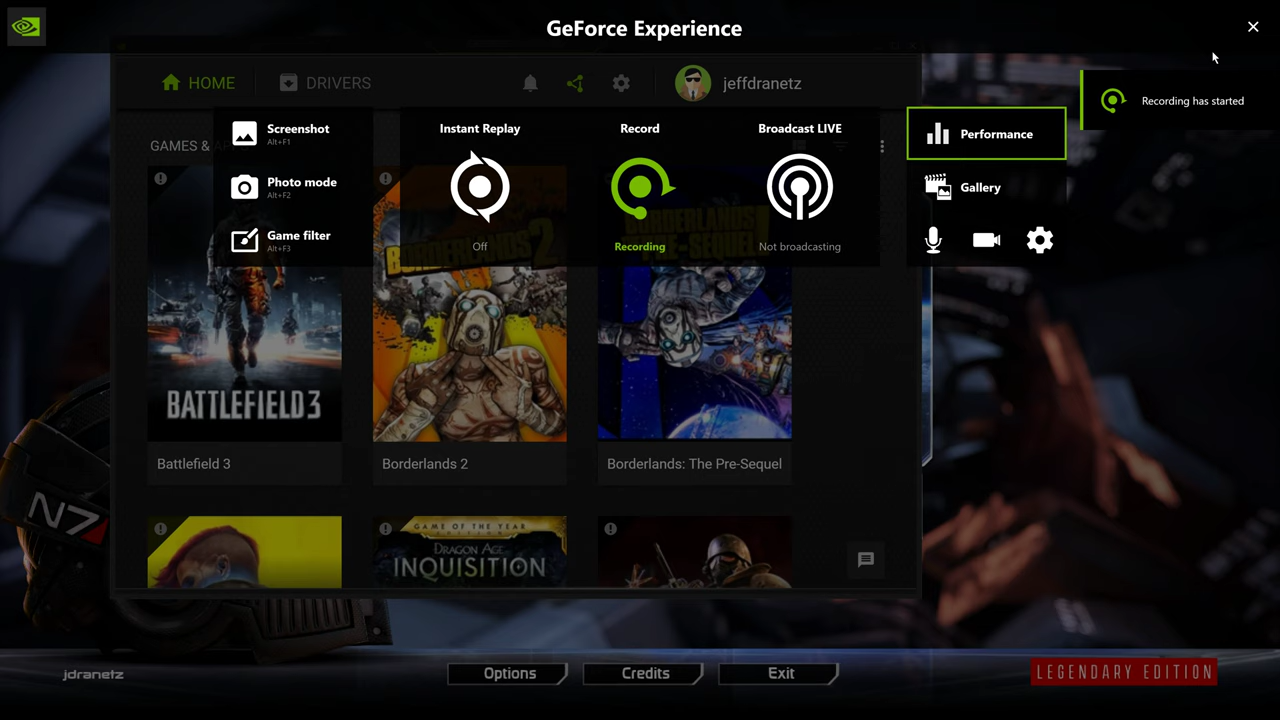 GeForce Experience
HOME
DRIVERS
jeffdranetz
Recording has started
GAMES &
Screenshot
Alt+F1
Photo mode
Alt+F2
Game filter
Alt+F3
Instant Replay
Off
Record
Recording
Broadcast LIVE
Not broadcasting
Performance
Gallery
BORDERLANDS 2
BORDERLANDS
THE PRE-SEQUEL
BATTLEFIELD 3
Battlefield 3
Borderlands 2
Borderlands: The Pre-Sequel
N7
GAME OF THE YEAR
DRAGON AGE
INQUISITION
jdranetz
Options
Credits
Exit
LEGENDARY EDITION